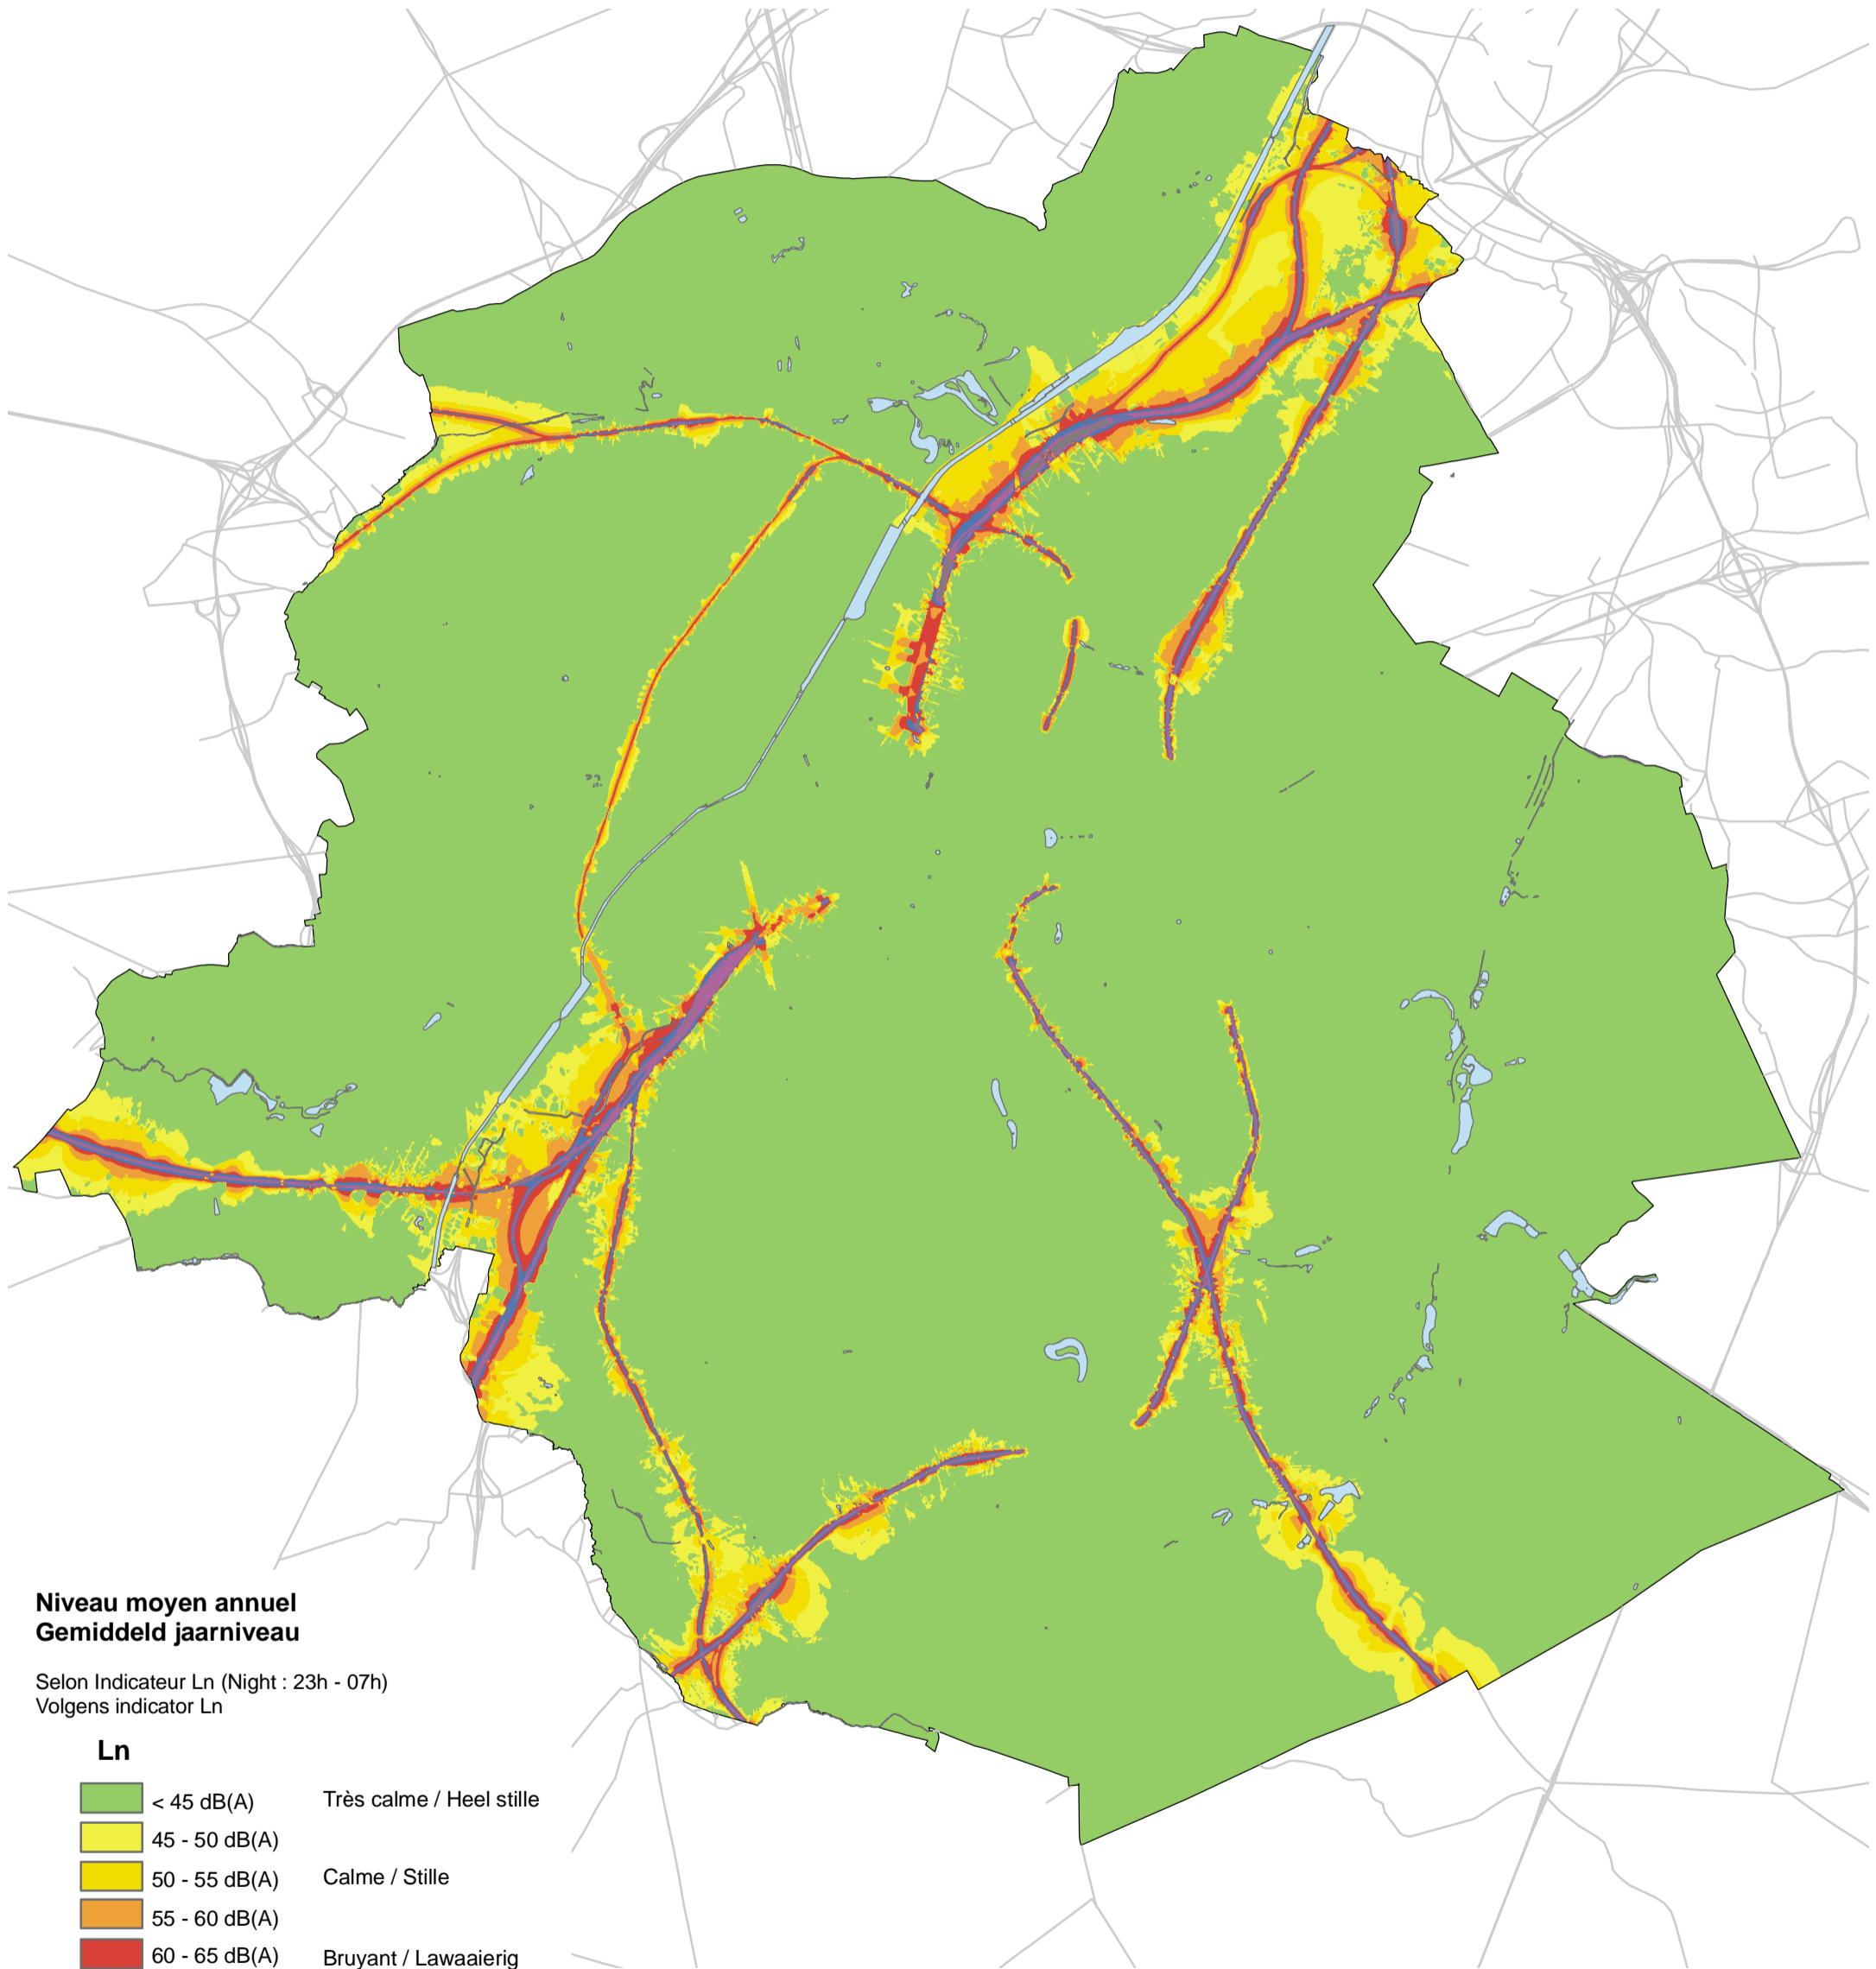 Niveau moyen annuel
Gemiddeld jaarniveau
Selon Indicateur Ln (Night : 23h - 07h)
Volgens indicator Ln
Ln
< 45 dB(A) Très calme / Heel stille
45 - 50 dB(A)
50 - 55 dB(A) Calme / Stille
55 - 60 dB(A)
60 - 65 dB(A) Bruyant / Lawaaierig